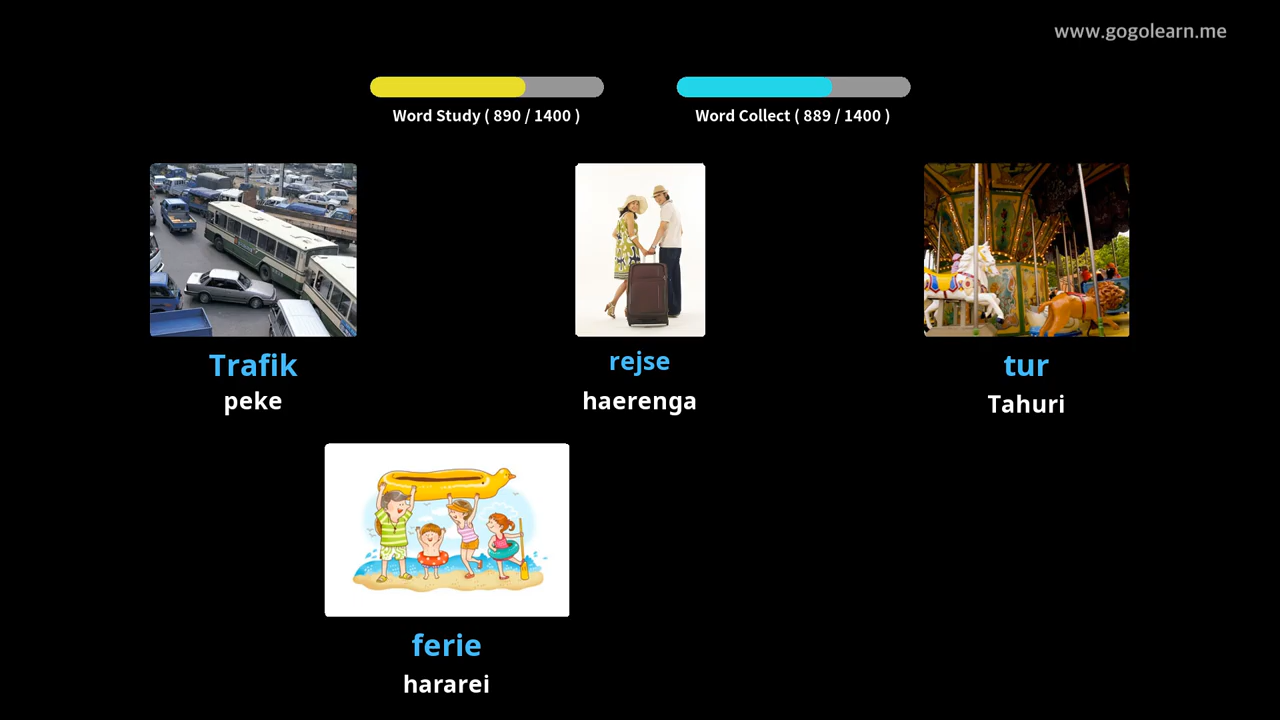 www.gogolearn.me
Word Study ( 890 / 1400 )
Word Collect ( 889 / 1400 )
Trafik
peke
rejse
haerenga
tur
Tahuri
ferie
hararei